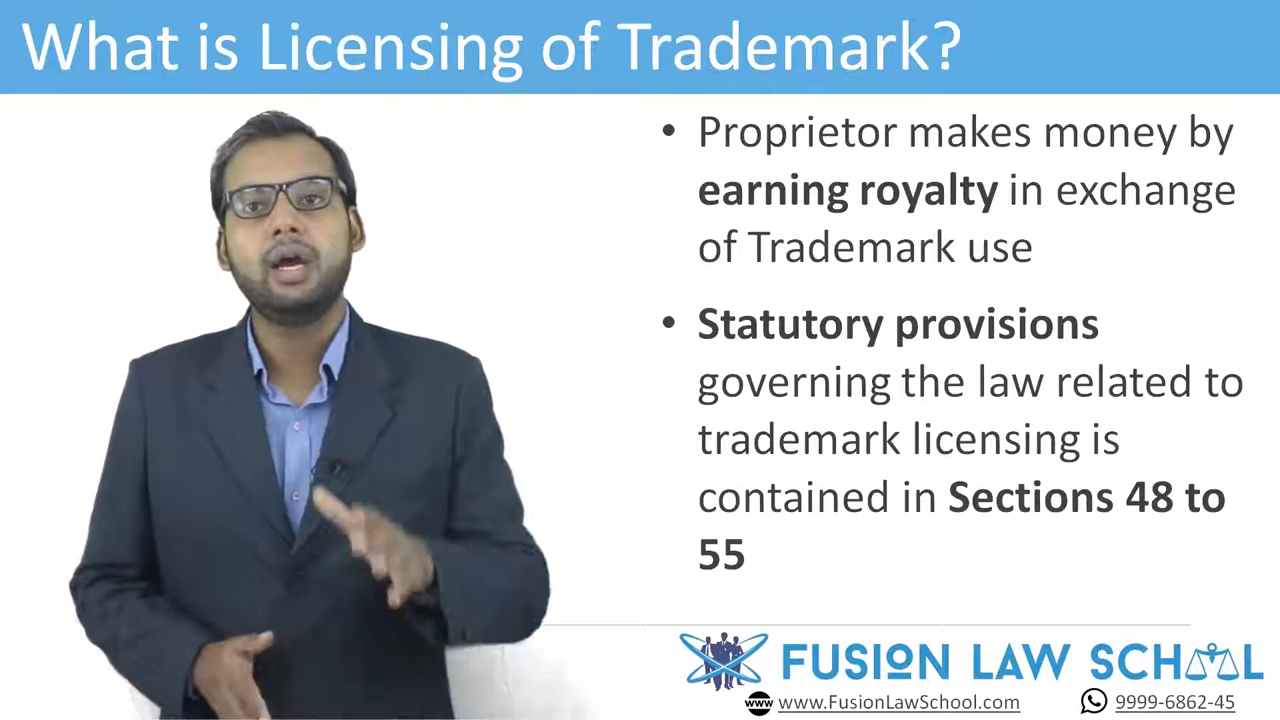 What is Licensing of Trademark?
• Proprietor makes money by
earning royalty in exchange
of Trademark use
• Statutory provisions
governing the law related to
trademark licensing is
contained in Sections 48 to
55
FUSION LAW SCHOOL
www www.FusionLawSchool.com
9999-6862-45